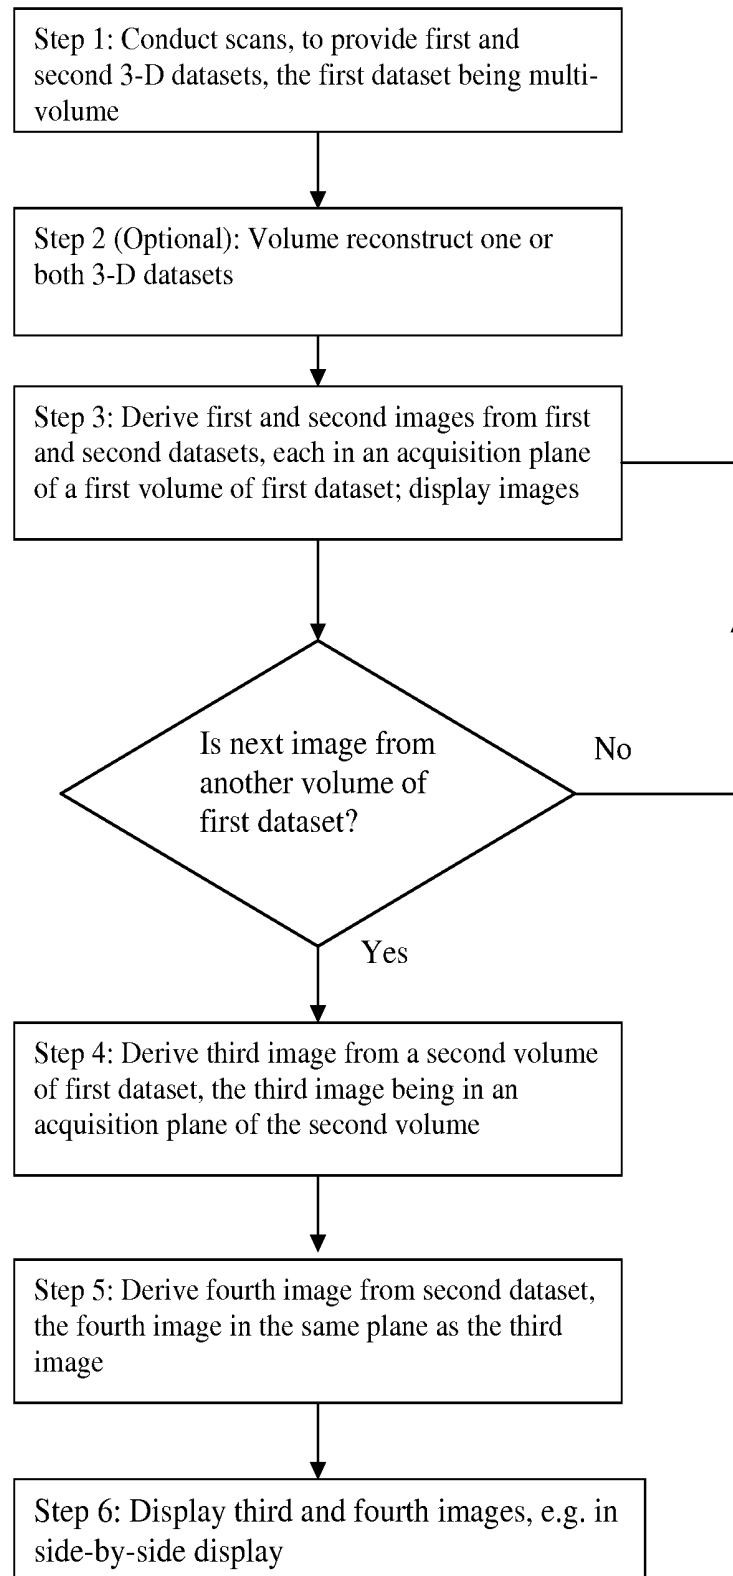 Step 1: Conduct scans, to provide first and
second 3-D datasets, the first dataset being multi-
volume
Step 2 (Optional): Volume reconstruct one or
both 3-D datasets
Step 3: Derive first and second images from first
and second datasets, each in an acquisition plane
of a first volume of first dataset; display images
Is next image from
another volume of
first dataset?
No
Yes
Step 4: Derive third image from a second volume
of first dataset, the third image being in an
acquisition plane of the second volume
Step 5: Derive fourth image from second dataset,
the fourth image in the same plane as the third
image
Step 6: Display third and fourth images, e.g. in
side-by-side display